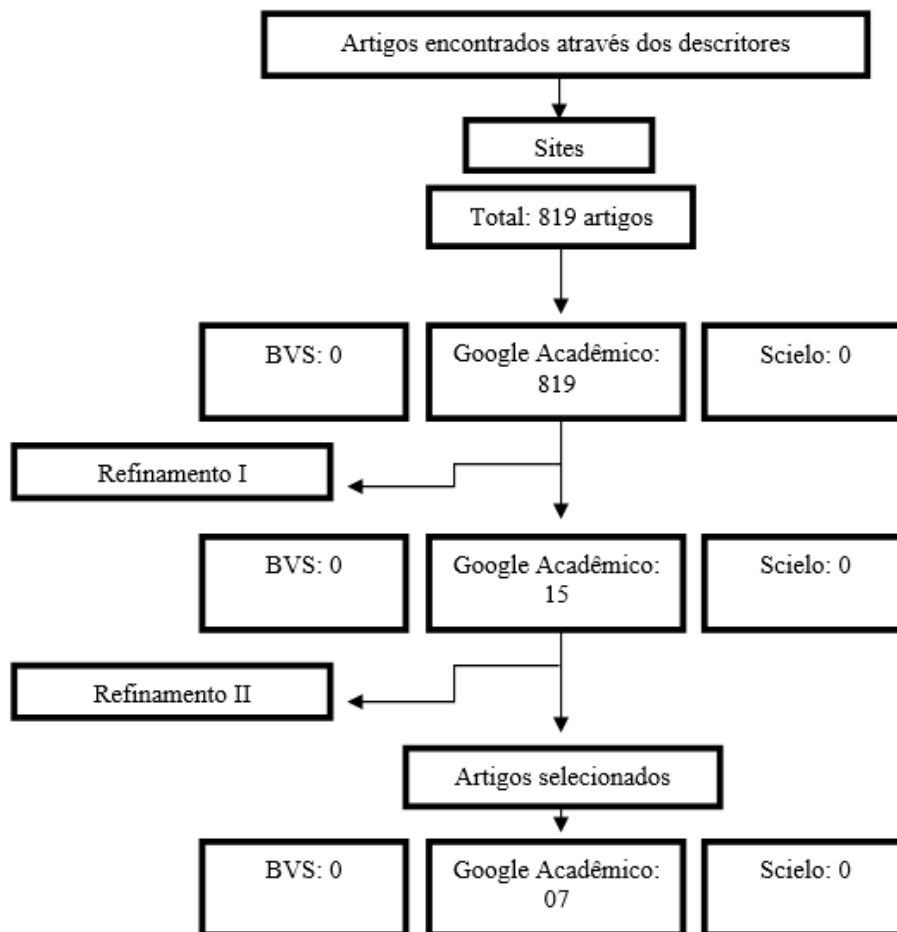 Artigos encontrados através dos descritores
Sites
Total: 819 artigos
BVS: 0
Google Acadêmico:
819
Scielo: 0
Refinamento I
BVS: 0
Google Acadêmico:
15
Scielo: 0
Refinamento II
Artigos selecionados
BVS: 0
Google Acadêmico:
07
Scielo: 0